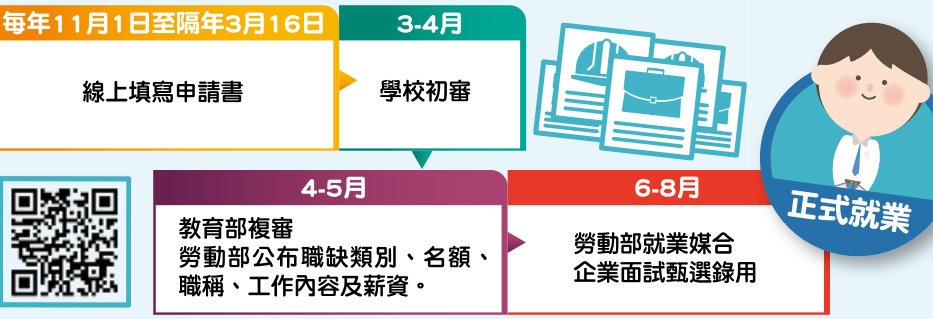 每年11月1日至隔年3月16日
線上填寫申請書
3-4月
學校初審
4-5月
教育部複審
勞動部公布職缺類別、名額、
職稱、工作內容及薪資。
6-8月
勞動部就業媒合
企業面試甄選錄用
正式就業